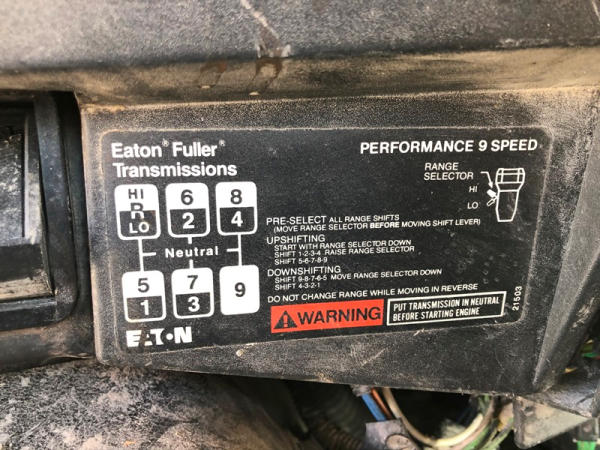 Eaton® Fuller®
Transmissions
PERFORMANCE 9 SPEED
RANGE
SELECTOR
HI
LO
HI 6 8
R
LO 2 4
Neutral
5 7 9
1 3
PRE-SELECT ALL RANGE SHIFTS
(MOVE RANGE SELECTOR BEFORE MOVING SHIFT LEVER)
UPSHIFTING
START WITH RANGE SELECTOR DOWN
SHIFT 1-2-3-4 RAISE RANGE SELECTOR
SHIFT 5-6-7-8-9
DOWNSHIFTING
SHIFT 9-8-7-6-5 MOVE RANGE SELECTOR DOWN
SHIFT 4-3-2-1
DO NOT CHANGE RANGE WHILE MOVING IN REVERSE
WARNING
PUT TRANSMISSION IN NEUTRAL
BEFORE STARTING ENGINE
21503
EATON